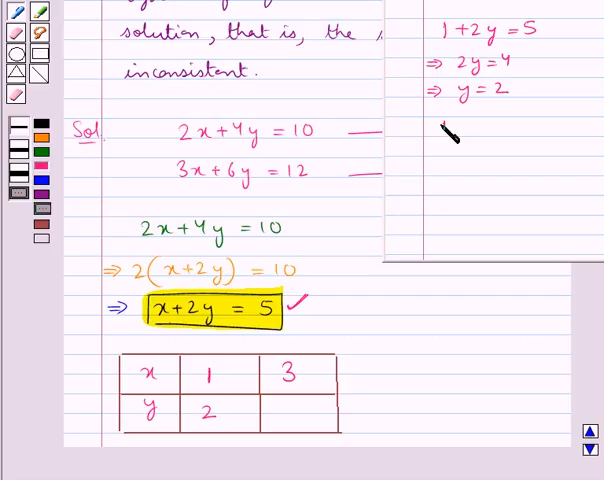 solution, that is, the
inconsistent.
Sol.
2x+4y = 10
3x+6y = 12
2x+4y = 10
⇒ 2(x+2y) = 10
⇒ x+2y = 5 ✓
x 1 3
y 2
1+2y = 5
⇒ 2y = 4
⇒ y = 2